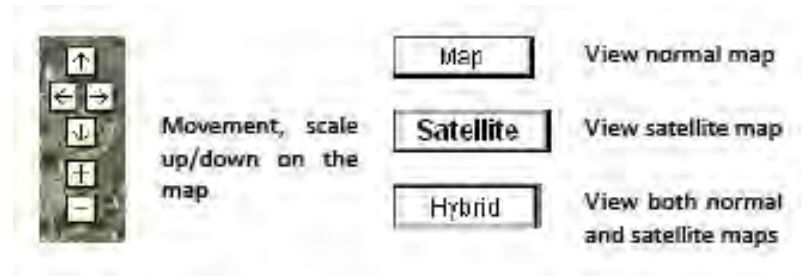 Movement, scale
up/down on the
map
Map
View normal map
Satellite
View satellite map
Hybrid
View both normal
and satellite maps